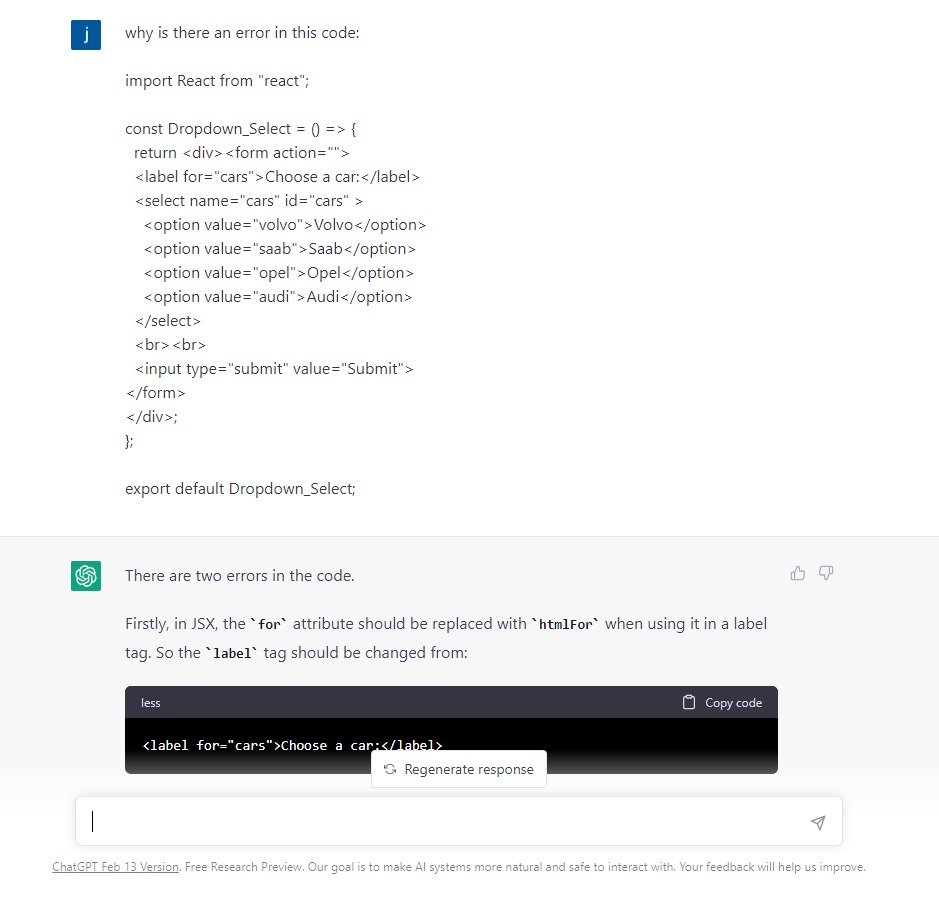 j
why is there an error in this code:
import React from "react";
const Dropdown_Select = () => {
return <div><form action="">
<label for="cars">Choose a car:</label>
<select name="cars" id="cars" >
<option value="volvo">Volvo</option>
<option value="saab">Saab</option>
<option value="opel">Opel</option>
<option value="audi">Audi</option>
</select>
<br><br>
<input type="submit" value="Submit">
</form>
</div>;
};
export default Dropdown_Select;
There are two errors in the code.
Firstly, in JSX, the `for` attribute should be replaced with `htmlFor` when using it in a label
tag. So the `label` tag should be changed from:
less Copy code
<label for="cars">Choose a car:</label>
Regenerate response
ChatGPT Feb 13 Version. Free Research Preview. Our goal is to make AI systems more natural and safe to interact with. Your feedback will help us improve.